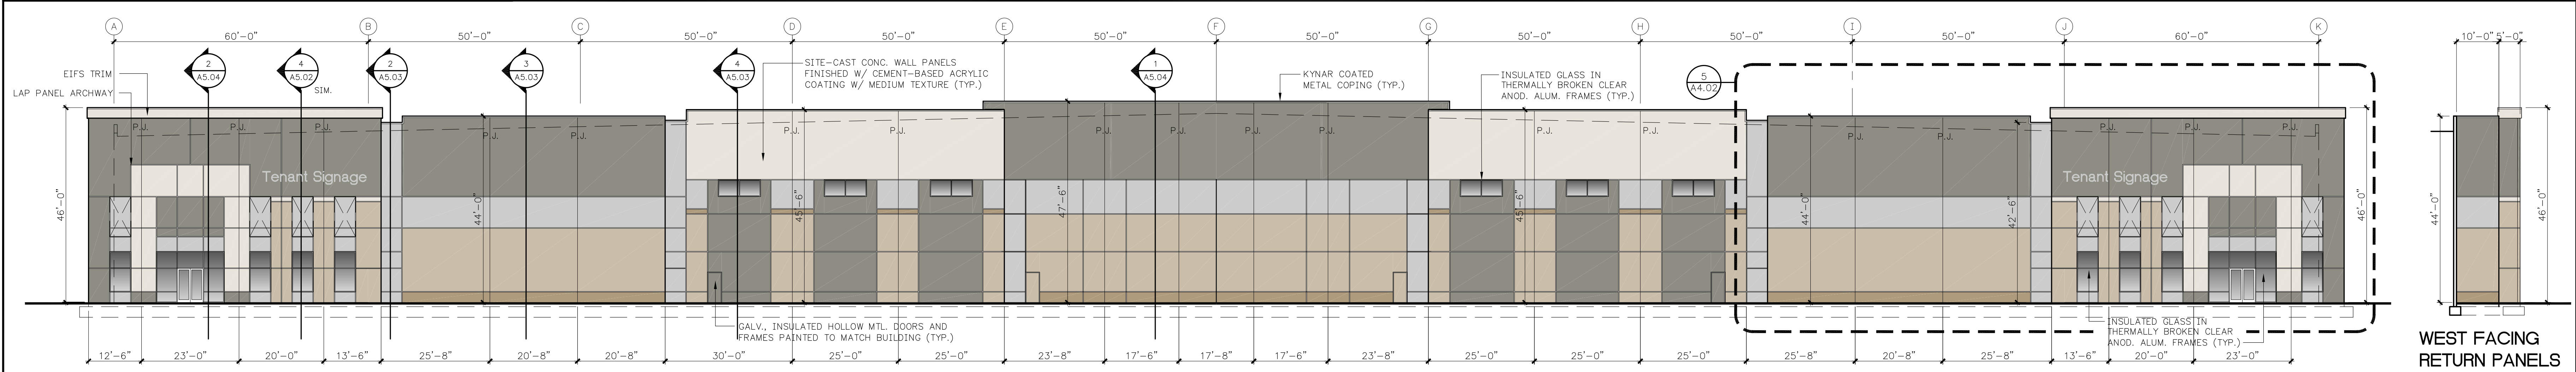 A B C D E F G H I J K
60'-0" 50'-0" 50'-0" 50'-0" 50'-0" 50'-0" 50'-0" 50'-0" 50'-0" 60'-0" 10'-0" 5'-0"
2 A5.04
4 A5.02 SIM.
2 A5.03
3 A5.03
4 A5.03
1 A5.04
5 A4.02
EIFS TRIM
LAP PANEL ARCHWAY
SITE-CAST CONC. WALL PANELS
FINISHED W/ CEMENT-BASED ACRYLIC
COATING W/ MEDIUM TEXTURE (TYP.)
KYNAR COATED
METAL COPING (TYP.)
INSULATED GLASS IN
THERMALLY BROKEN CLEAR
ANOD. ALUM. FRAMES (TYP.)
P.J. P.J. P.J. P.J. P.J. P.J. P.J. P.J. P.J. P.J. P.J. P.J. P.J. P.J. P.J. P.J. P.J. P.J.
Tenant Signage
Tenant Signage
46'-0" 44'-0" 45'-6" 47'-6" 45'-6" 44'-0" 42'-6" 46'-0" 44'-0" 46'-0"
GALV., INSULATED HOLLOW MTL. DOORS AND
FRAMES PAINTED TO MATCH BUILDING (TYP.)
INSULATED GLASS IN
THERMALLY BROKEN CLEAR
ANOD. ALUM. FRAMES (TYP.)
12'-6" 23'-0" 20'-0" 13'-6" 25'-8" 20'-8" 20'-8" 30'-0" 25'-0" 25'-0" 23'-8" 17'-6" 17'-8" 17'-6" 23'-8" 25'-0" 25'-0" 25'-0" 25'-0" 25'-8" 20'-8" 25'-8" 13'-6" 20'-0" 23'-0"
WEST FACING
RETURN PANELS